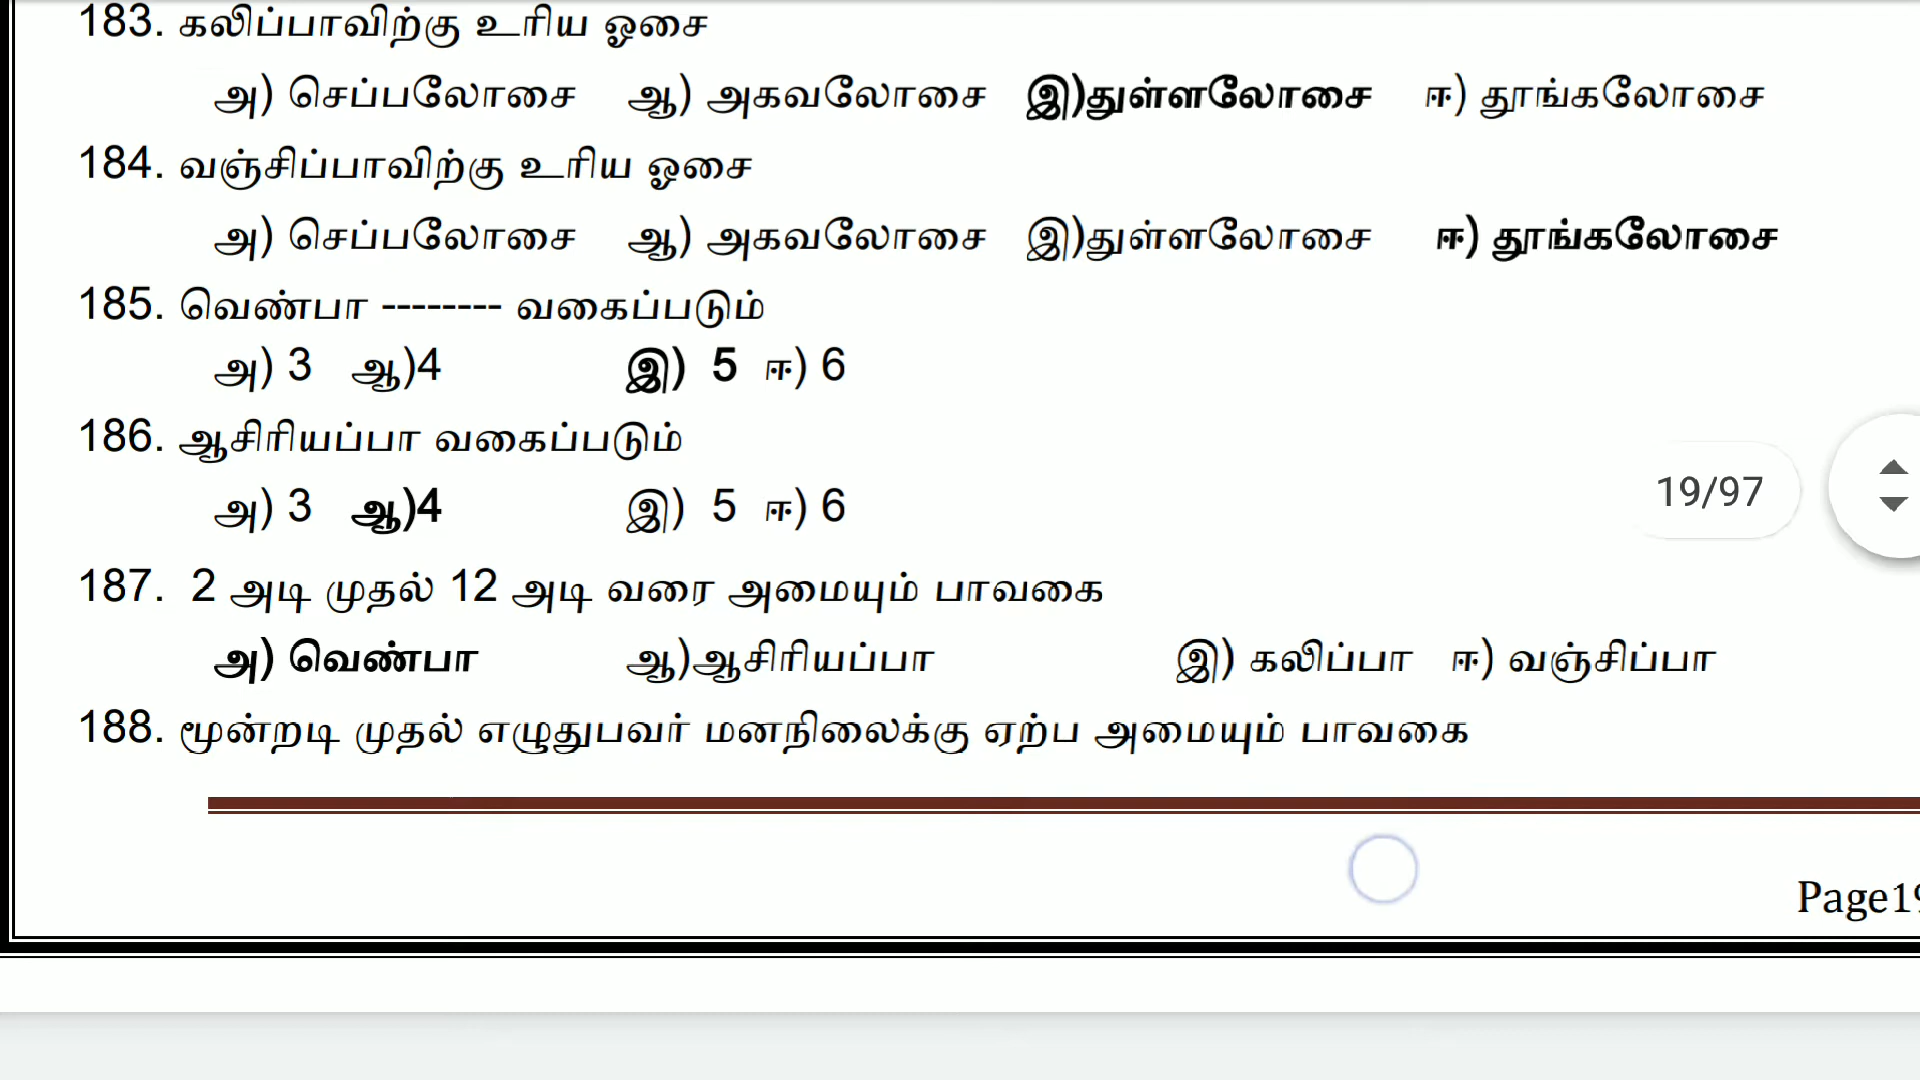 183. கலிப்பாவிற்கு உரிய ஓசை
அ) செப்பலோசை ஆ) அகவலோசை இ)துள்ளலோசை ஈ) தூங்கலோசை
184. வஞ்சிப்பாவிற்கு உரிய ஓசை
அ) செப்பலோசை ஆ) அகவலோசை இ)துள்ளலோசை ஈ) தூங்கலோசை
185. வெண்பா -------- வகைப்படும்
அ) 3 ஆ)4 இ) 5 ஈ) 6
186. ஆசிரியப்பா வகைப்படும்
அ) 3 ஆ)4 இ) 5 ஈ) 6
19/97
187. 2 அடி முதல் 12 அடி வரை அமையும் பாவகை
அ) வெண்பா ஆ)ஆசிரியப்பா இ) கலிப்பா ஈ) வஞ்சிப்பா
188. மூன்றடி முதல் எழுதுபவர் மனநிலைக்கு ஏற்ப அமையும் பாவகை
Page19